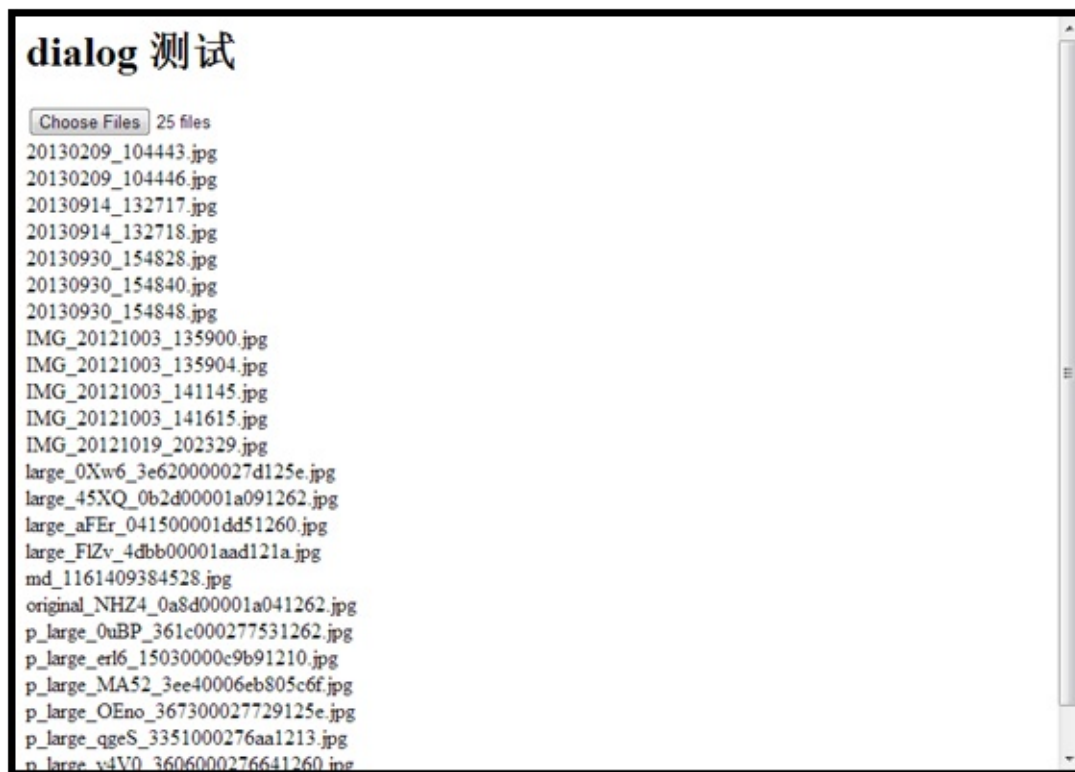 dialog 测试
Choose Files 25 files
20130209_104443.jpg
20130209_104446.jpg
20130914_132717.jpg
20130914_132718.jpg
20130930_154828.jpg
20130930_154840.jpg
20130930_154848.jpg
IMG_20121003_135900.jpg
IMG_20121003_135904.jpg
IMG_20121003_141145.jpg
IMG_20121003_141615.jpg
IMG_20121019_202329.jpg
large_0Xw6_3e620000027d125e.jpg
large_45XQ_0b2d00001a091262.jpg
large_aFEr_041500001dd51260.jpg
large_FlZv_4dbb00001aad121a.jpg
md_1161409384528.jpg
original_NHZ4_0a8d00001a041262.jpg
p_large_0uBP_361c000277531262.jpg
p_large_erl6_15030000c9b91210.jpg
p_large_MA52_3ee40006eb805c6f.jpg
p_large_OEno_367300027729125e.jpg
p_large_qgeS_3351000276aa1213.jpg
p_large_y4V0_3606000276641260.jpg